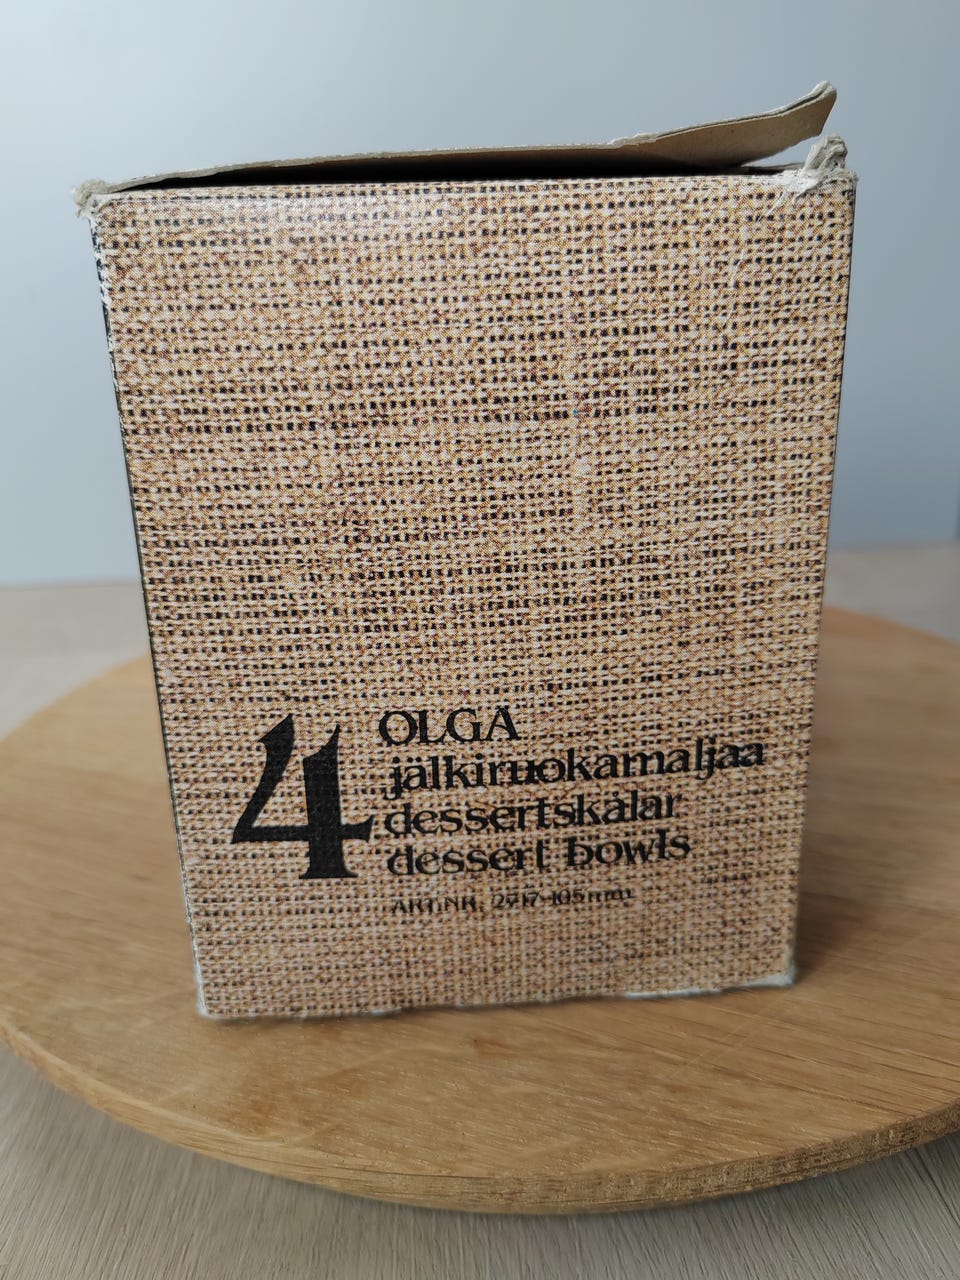 4
OLGA
jälkiruokamaljaa
dessertskålar
dessert bowls
ART.NR. 2717-105mm